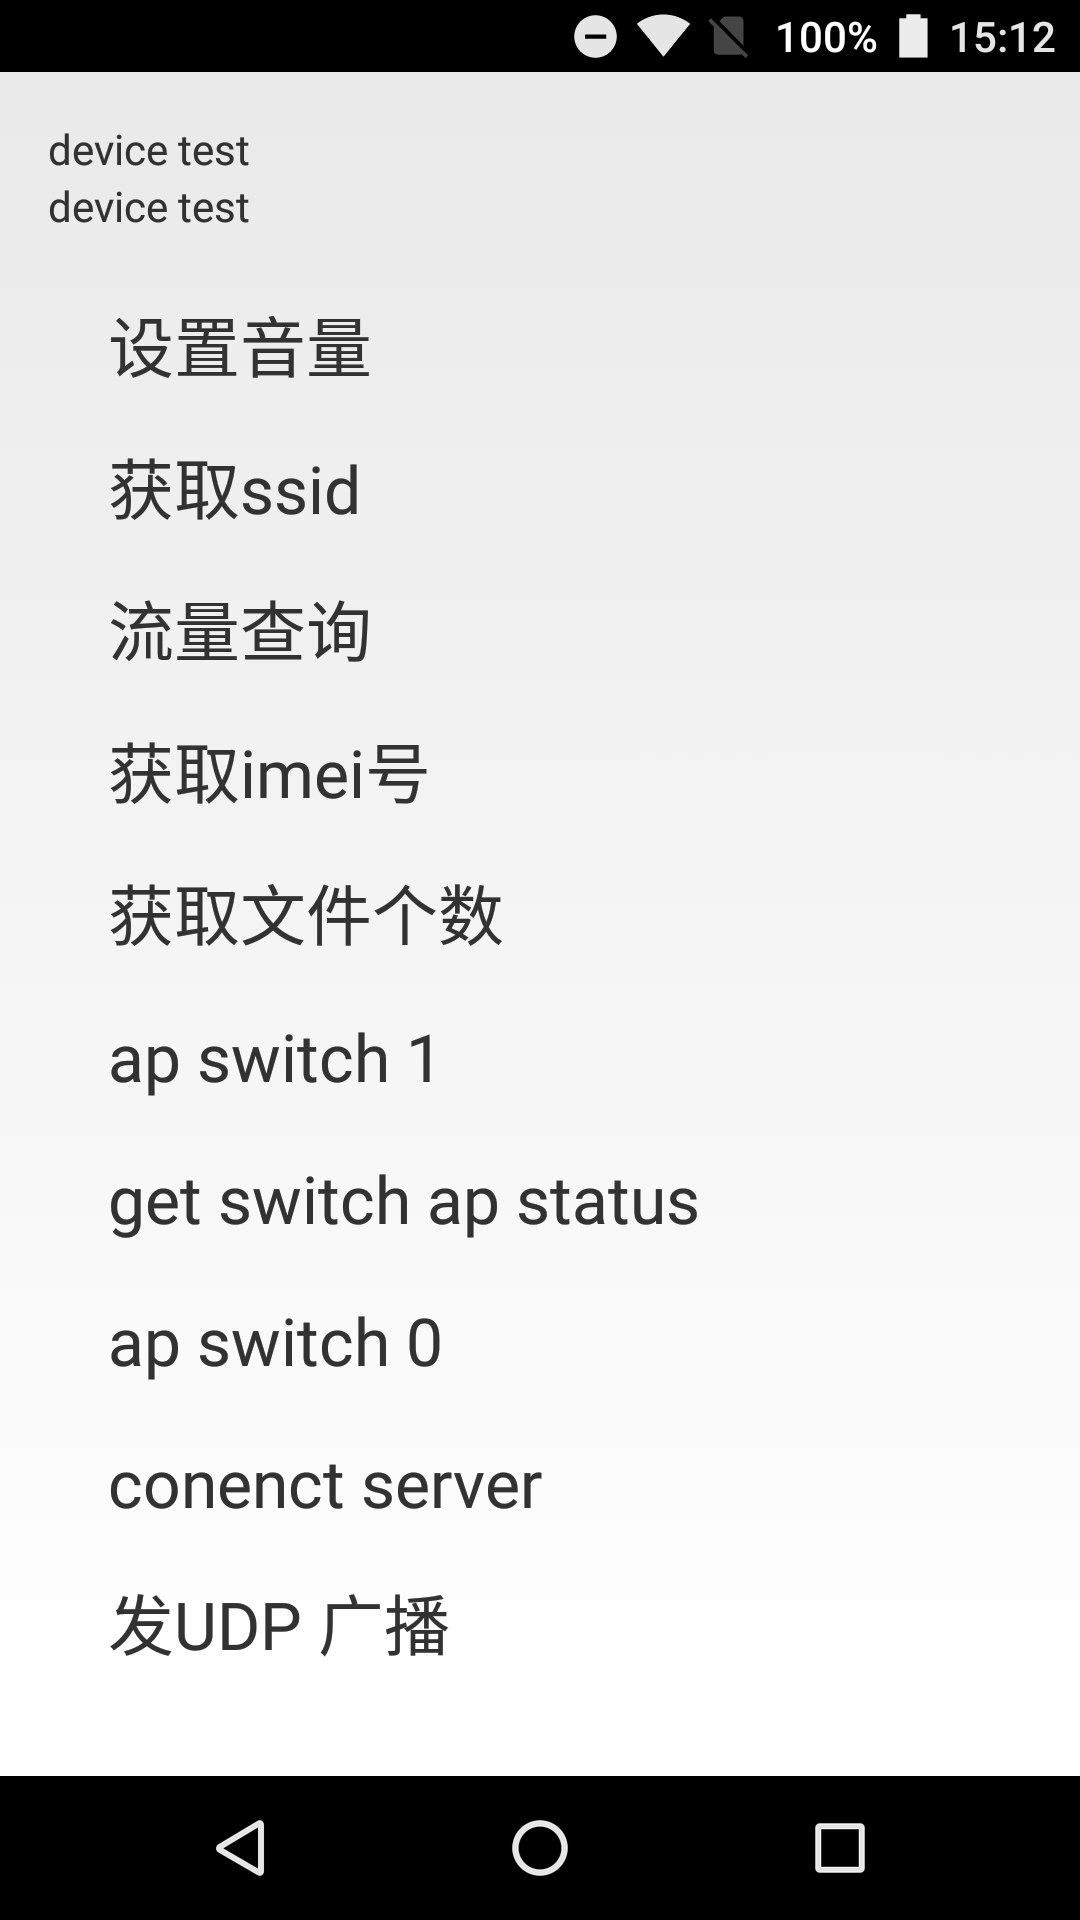 100% 15:12
device test
device test
设置音量
获取ssid
流量查询
获取imei号
获取文件个数
ap switch 1
get switch ap status
ap switch 0
conenct server
发UDP 广播